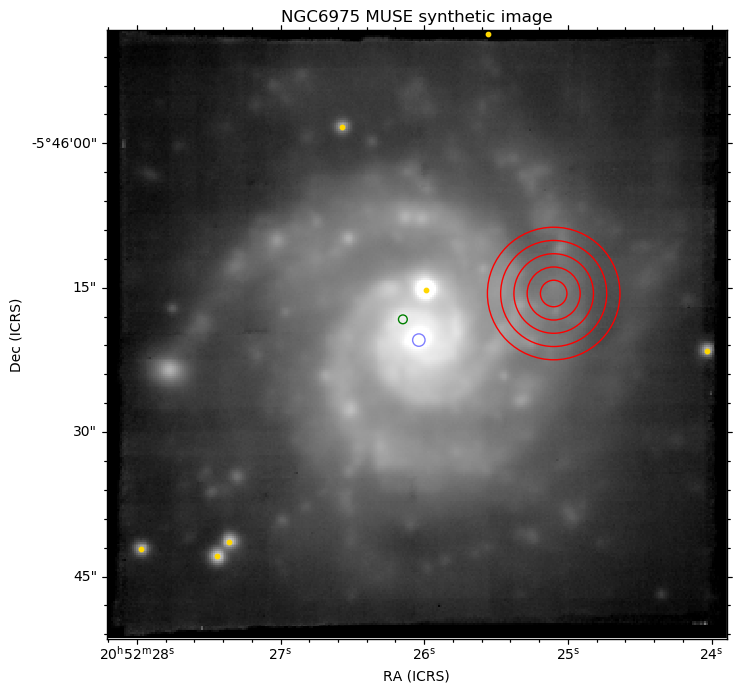 NGC6975 MUSE synthetic image
-5°46'00"
15"
30"
45"
Dec (ICRS)
20ʰ52ᵐ28ˢ
27ˢ
26ˢ
25ˢ
24ˢ
RA (ICRS)